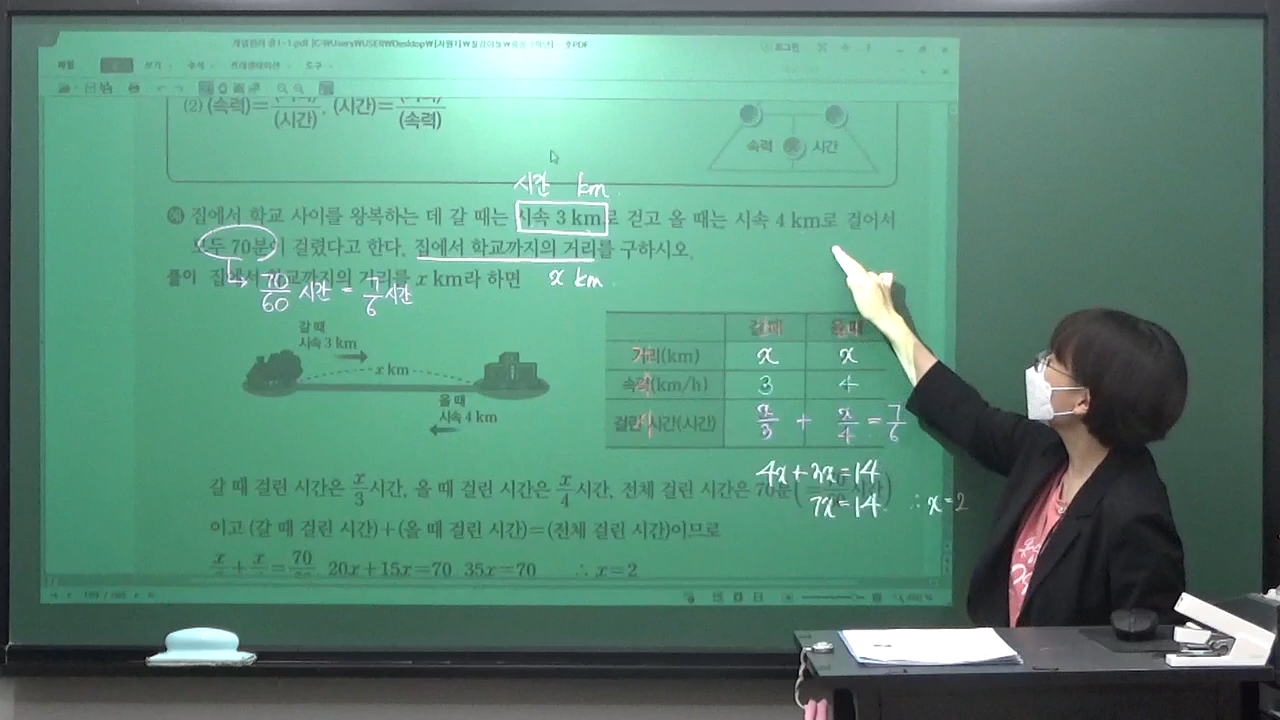 파일 보기 도구
(2) (속력)= (시간), (시간)= (속력)
속력 시간
시간 km
예 집에서 학교 사이를 왕복하는 데 갈 때는 시속 3 km로 걷고 올 때는 시속 4 km로 걸어서
모두 70분이 걸렸다고 한다. 집에서 학교까지의 거리를 구하시오.
풀이 집에서 학교까지의 거리를 x km라 하면
x km
70/60 시간 = 7/6 시간
갈 때
시속 3 km
x km
올 때
시속 4 km
갈 때 올 때
거리(km) x x
속력(km/h) 3 4
걸린 시간(시간) x/3 + x/4 = 7/6
4x+3x=14
7x=14 ∴ x=2
갈 때 걸린 시간은 x/3시간, 올 때 걸린 시간은 x/4시간, 전체 걸린 시간은 70분( 시간)
이고 (갈 때 걸린 시간)+(올 때 걸린 시간)=(전체 걸린 시간)이므로
x + x = 70 20x+15x=70 35x=70 ∴ x=2